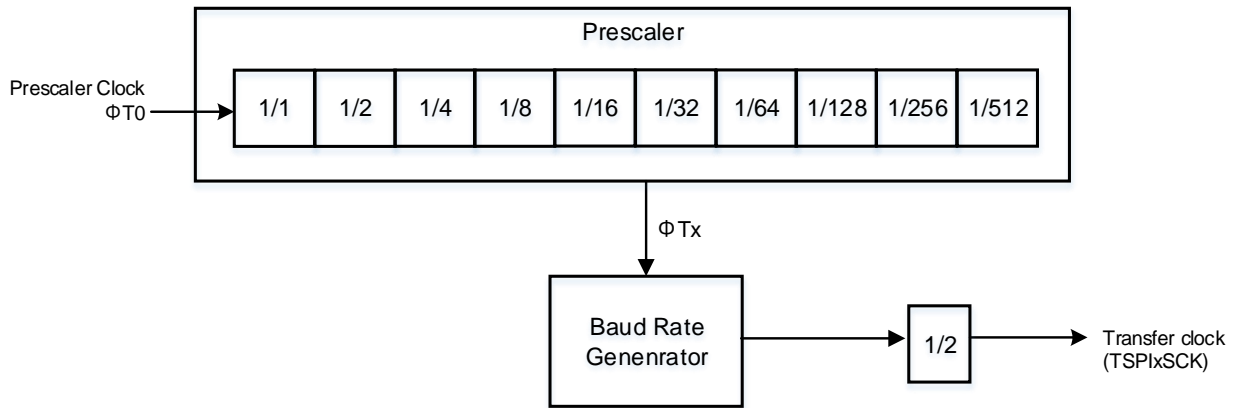 Prescaler
Prescaler Clock
ΦT0
1/1 1/2 1/4 1/8 1/16 1/32 1/64 1/128 1/256 1/512
ΦTx
Baud Rate
Genenrator
1/2
Transfer clock
(TSPIxSCK)